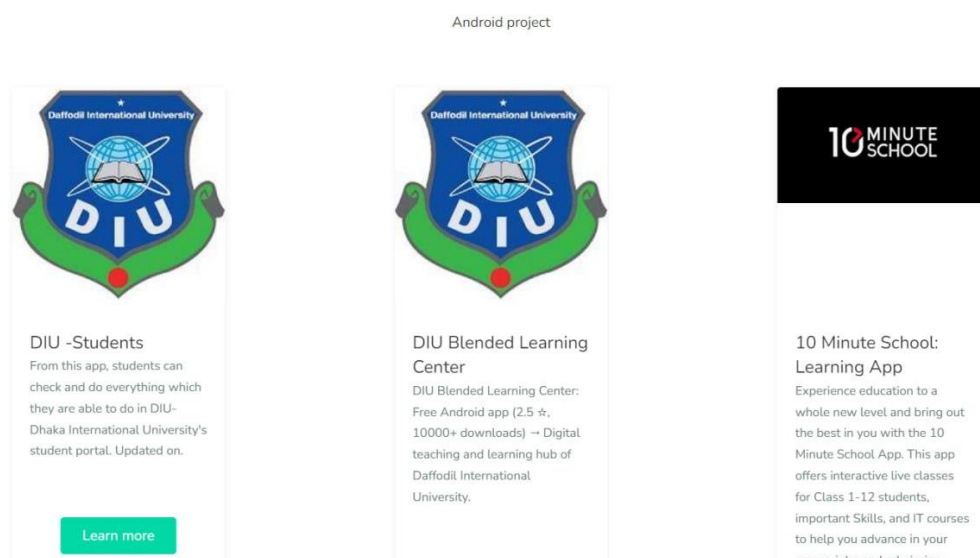 Android project
Daffodil International University
DIU
DIU -Students
From this app, students can
check and do everything which
they are able to do in DIU-
Dhaka International University's
student portal. Updated on.
Learn more
Daffodil International University
DIU
DIU Blended Learning
Center
DIU Blended Learning Center:
Free Android app (2.5 ☆,
10000+ downloads) → Digital
teaching and learning hub of
Daffodil International
University.
10 MINUTE
SCHOOL
10 Minute School:
Learning App
Experience education to a
whole new level and bring out
the best in you with the 10
Minute School App. This app
offers interactive live classes
for Class 1-12 students,
important Skills, and IT courses
to help you advance in your